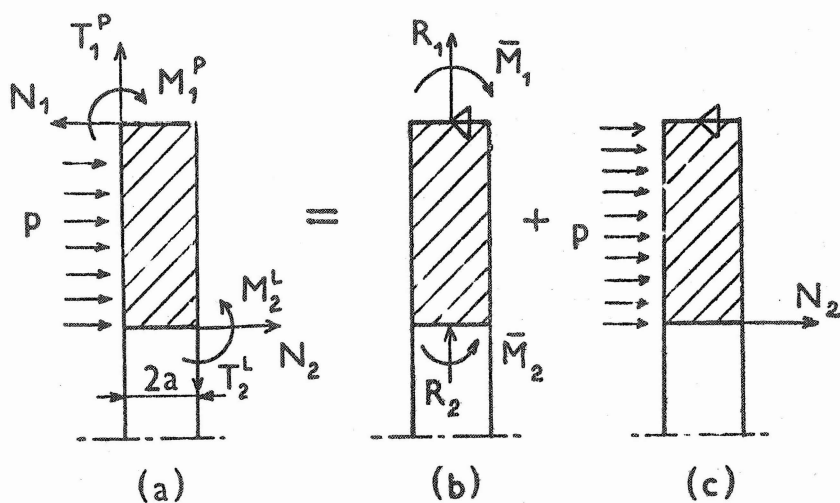 T₁ᴾ
M₁ᴾ
N₁
p
M₂ᴸ
N₂
T₂ᴸ
2a
(a)
=
R₁
M̄₁
M̄₂
R₂
(b)
+
p
N₂
(c)